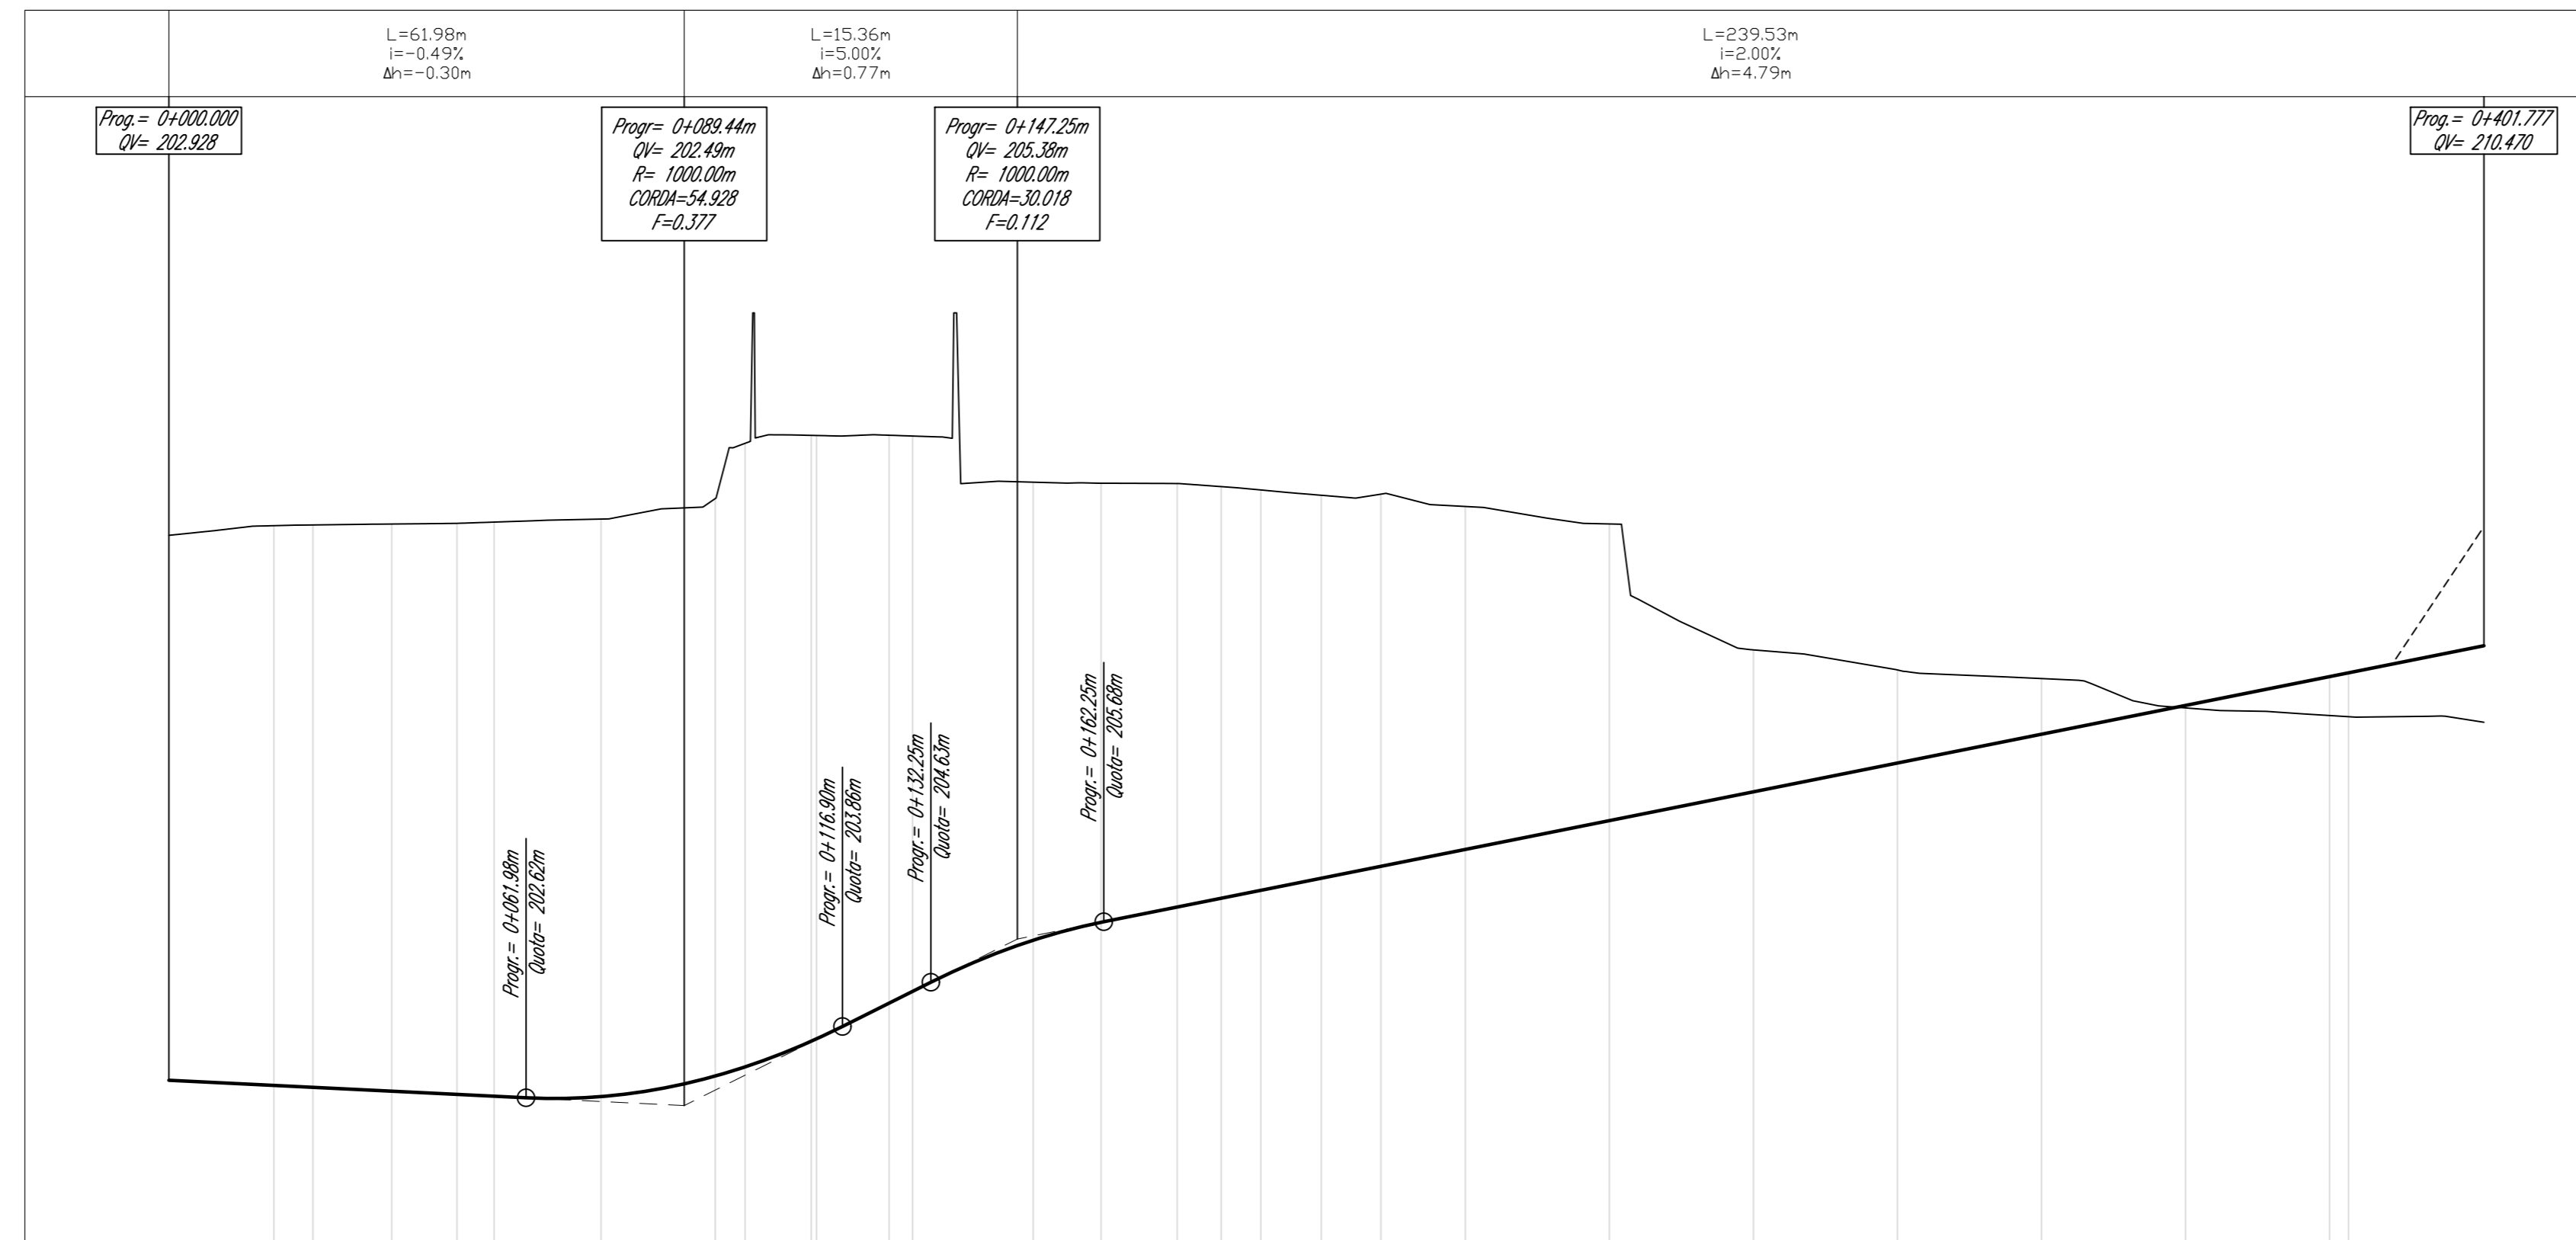 L=61.98m
i=-0.49%
Δh=-0.30m
L=15.36m
i=5.00%
Δh=0.77m
L=239.53m
i=2.00%
Δh=4.79m
Prog.= 0+000.000
QV= 202.928
Progr= 0+089.44m
QV= 202.49m
R= 1000.00m
CORDA=54.928
F=0.377
Progr= 0+147.25m
QV= 205.38m
R= 1000.00m
CORDA=30.018
F=0.112
Prog.= 0+401.777
QV= 210.470
Progr.= 0+061.98m
Quota= 202.62m
Progr.= 0+116.90m
Quota= 203.86m
Progr.= 0+132.25m
Quota= 204.63m
Progr.= 0+162.25m
Quota= 205.68m